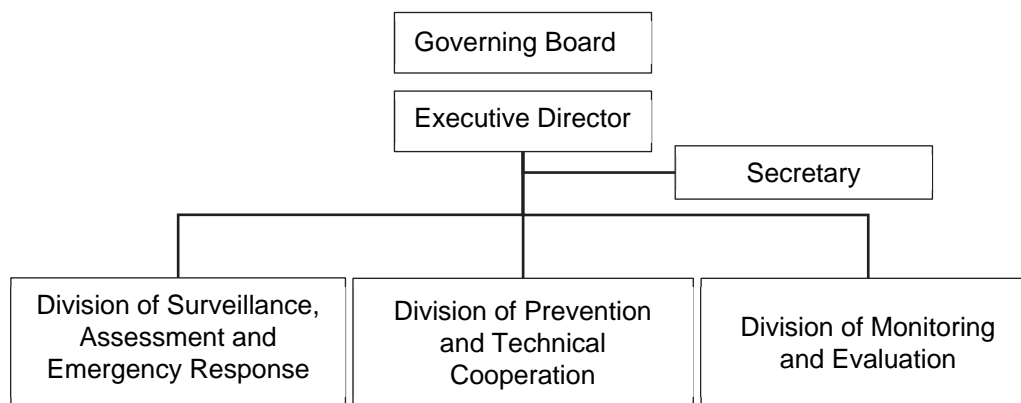 Governing Board
Executive Director
Secretary
Division of Surveillance,
Assessment and
Emergency Response
Division of Prevention
and Technical
Cooperation
Division of Monitoring
and Evaluation